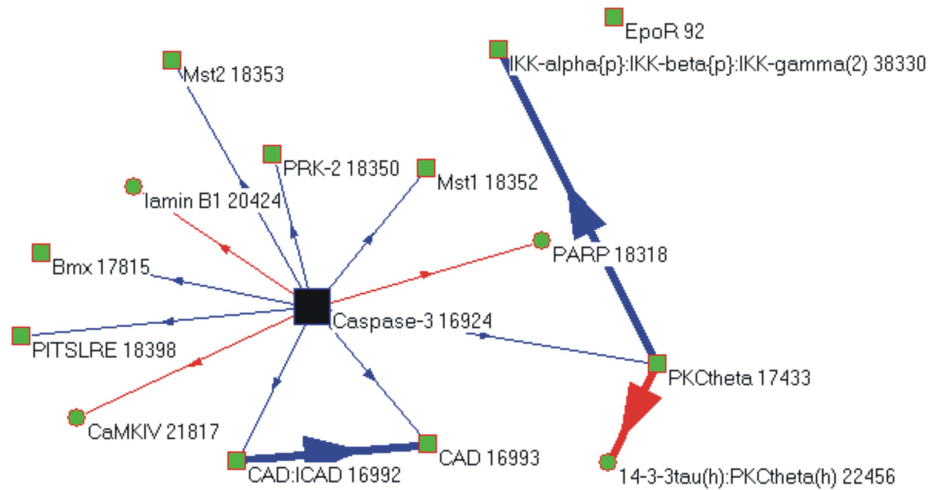 EpoR 92
IKK-alpha{p}:IKK-beta{p}:IKK-gamma(2) 38330
Mst2 18353
PRK-2 18350
Mst1 18352
lamin B1 20424
PARP 18318
Bmx 17815
Caspase-3 16924
PITSLRE 18398
PKCtheta 17433
CaMKIV 21817
CAD 16993
CAD:ICAD 16992
14-3-3tau(h):PKCtheta(h) 22456